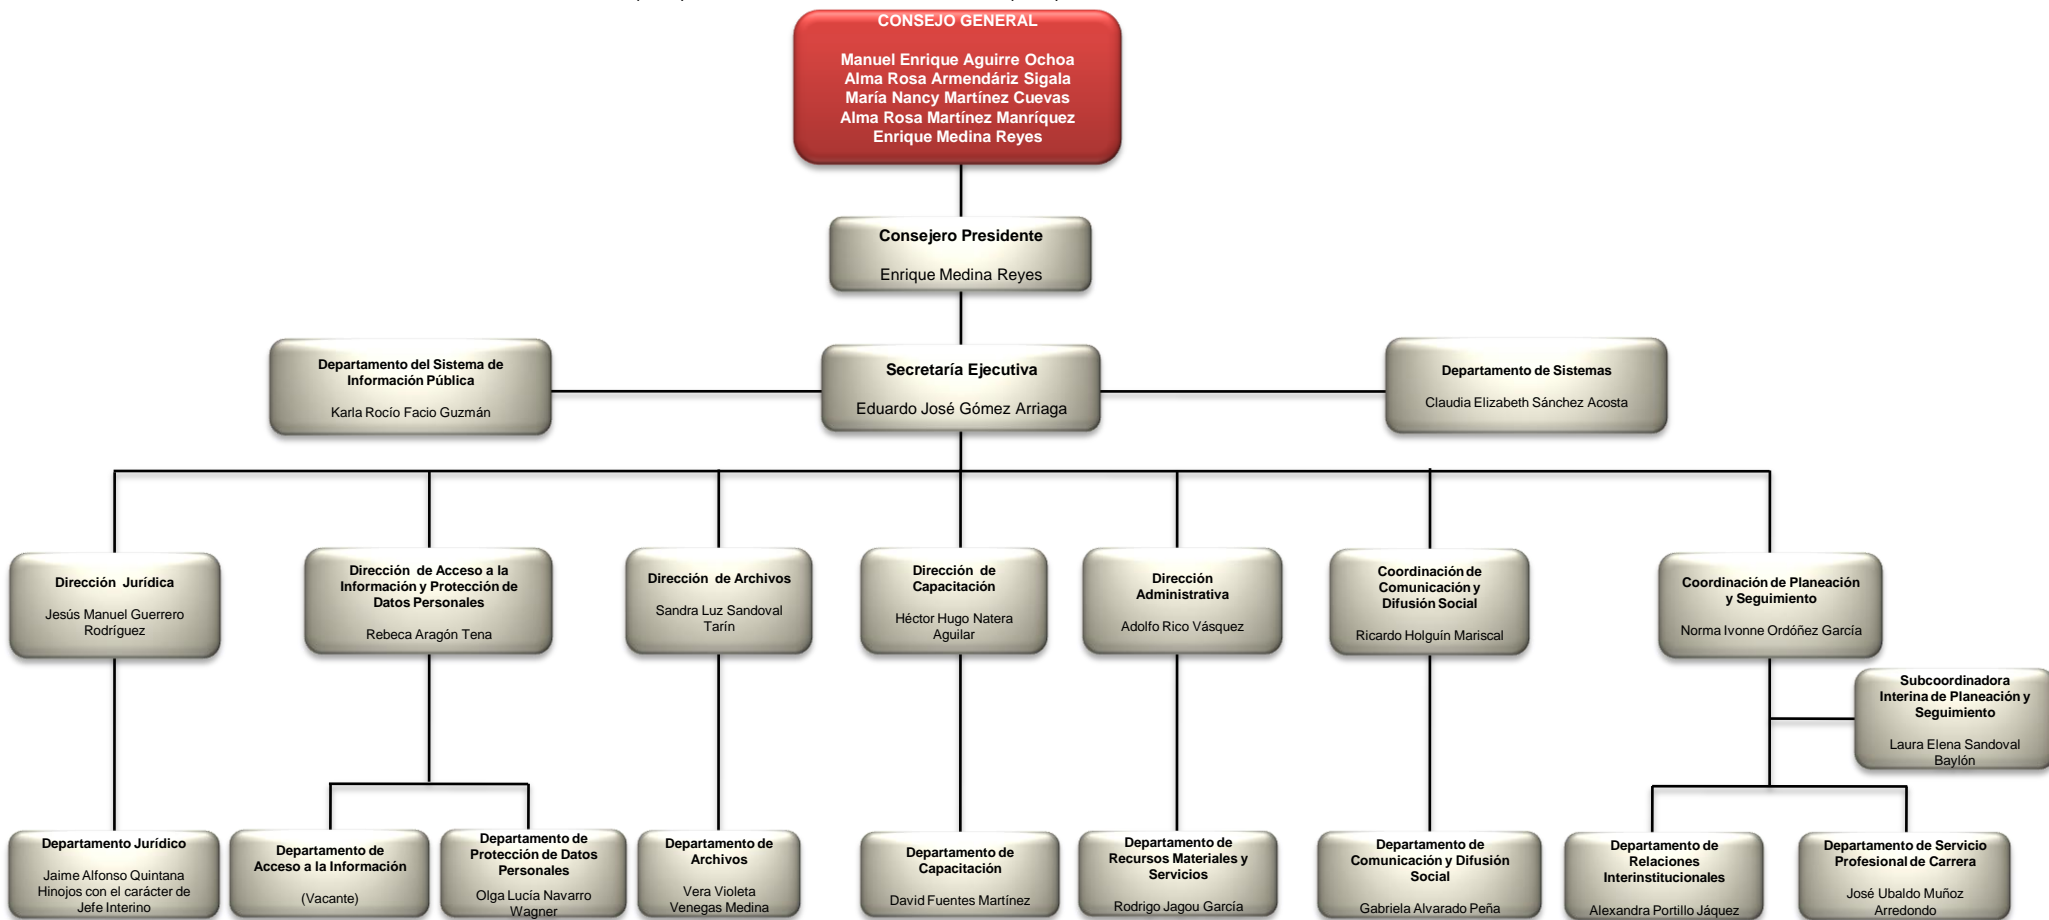 CONSEJO GENERAL
Manuel Enrique Aguirre Ochoa
Alma Rosa Armendáriz Sigala
María Nancy Martínez Cuevas
Alma Rosa Martínez Manríquez
Enrique Medina Reyes
Consejero Presidente
Enrique Medina Reyes
Departamento del Sistema de
Información Pública
Karla Rocío Facio Guzmán
Secretaría Ejecutiva
Eduardo José Gómez Arriaga
Departamento de Sistemas
Claudia Elizabeth Sánchez Acosta
Dirección Jurídica
Jesús Manuel Guerrero
Rodríguez
Dirección de Acceso a la
Información y Protección de
Datos Personales
Rebeca Aragón Tena
Dirección de Archivos
Sandra Luz Sandoval
Tarín
Dirección de
Capacitación
Héctor Hugo Natera
Aguilar
Dirección
Administrativa
Adolfo Rico Vásquez
Coordinación de
Comunicación y
Difusión Social
Ricardo Holguín Mariscal
Coordinación de Planeación
y Seguimiento
Norma Ivonne Ordóñez García
Subcoordinadora
Interina de Planeación y
Seguimiento
Laura Elena Sandoval
Baylón
Departamento Jurídico
Jaime Alfonso Quintana
Hinojos con el carácter de
Jefe Interino
Departamento de
Acceso a la Información
(Vacante)
Departamento de
Protección de Datos
Personales
Olga Lucía Navarro
Wagner
Departamento de
Archivos
Vera Violeta
Venegas Medina
Departamento de
Capacitación
David Fuentes Martínez
Departamento de
Recursos Materiales y
Servicios
Rodrigo Jagou García
Departamento de
Comunicación y Difusión
Social
Gabriela Alvarado Peña
Departamento de
Relaciones
Interinstitucionales
Alexandra Portillo Jáquez
Departamento de Servicio
Profesional de Carrera
José Ubaldo Muñoz
Arredondo